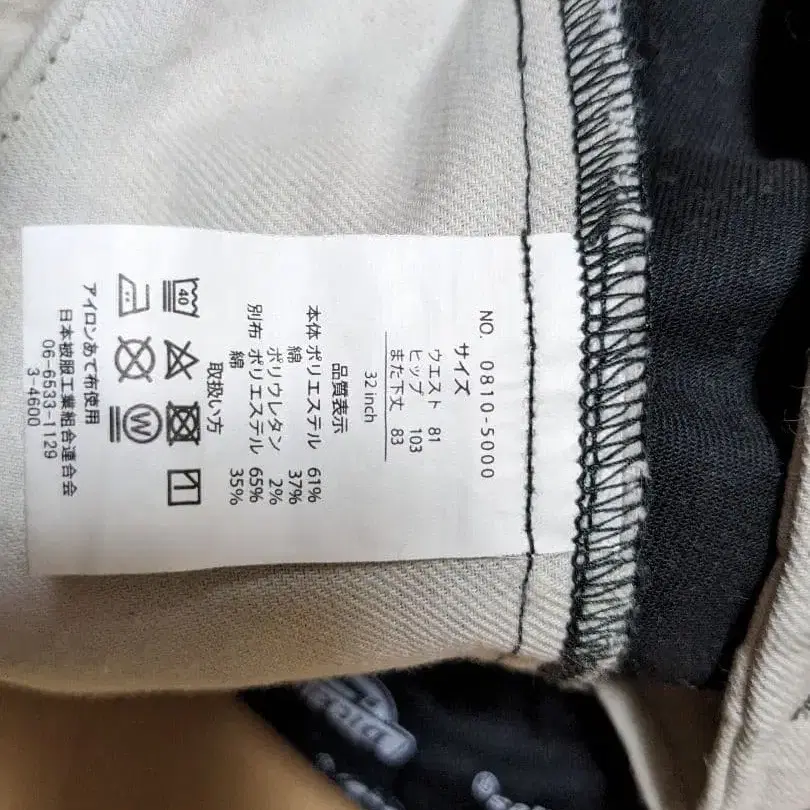 NO. 0810-5000
サイズ
ウエスト 81
ヒップ 103
また下丈 83
32 inch
品質表示
本体 ポリエステル 61%
綿 37%
ポリウレタン 2%
別布 ポリエステル 65%
綿 35%
取扱い方
40
W
アイロンあて布使用
日本被服工業組合連合会
06-6533-1129
3-4600